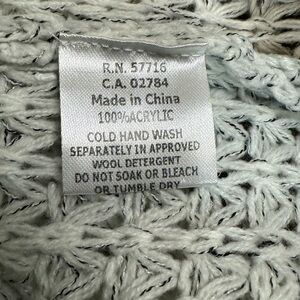 R.N. 57716
C.A. 02784
Made in China
100%ACRYLIC
COLD HAND WASH
SEPARATELY IN APPROVED
WOOL DETERGENT
DO NOT SOAK OR BLEACH
OR TUMBLE DRY